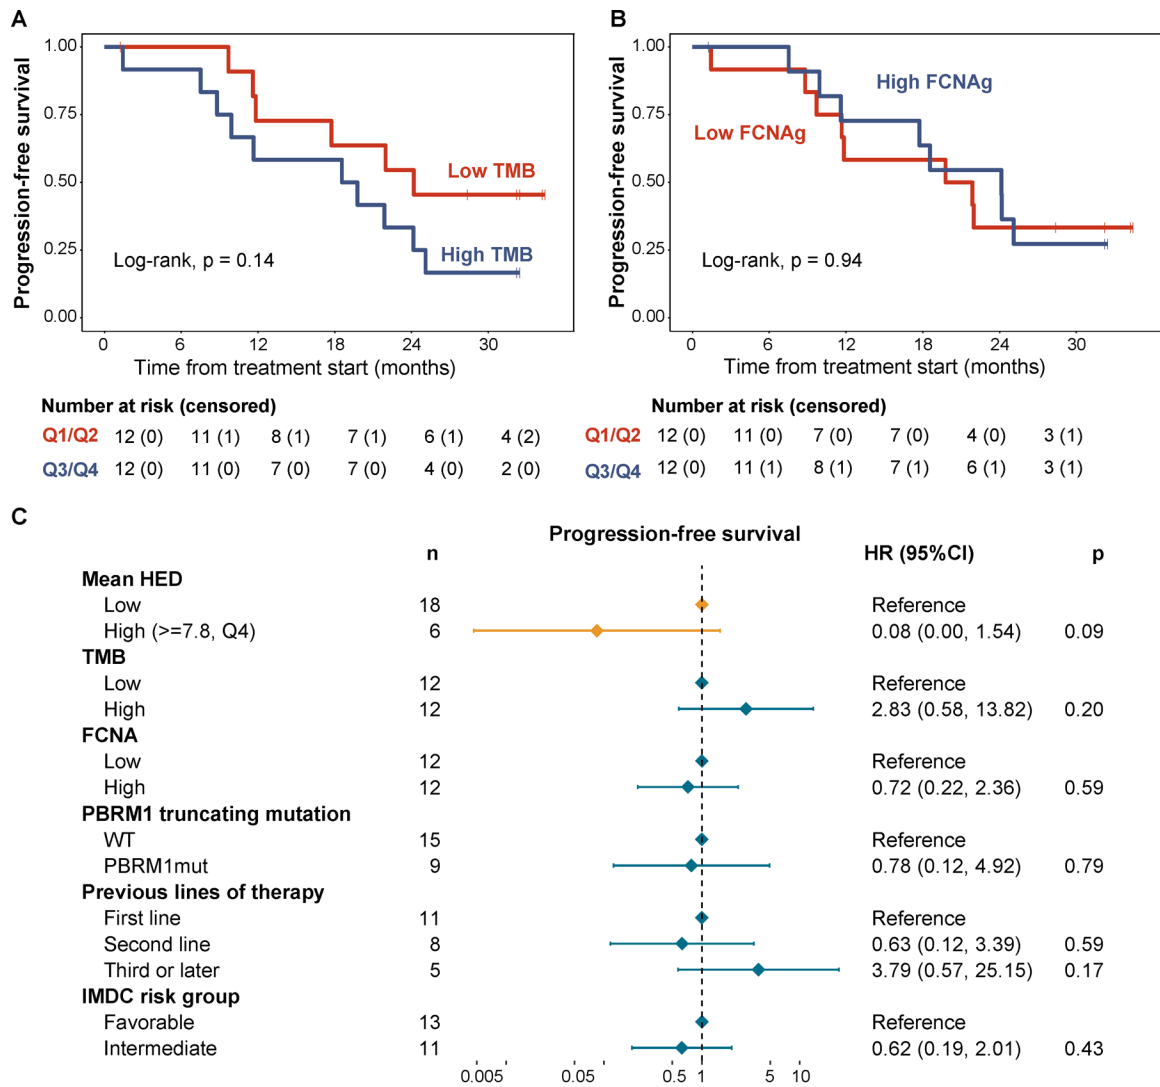 A
1.00
0.75
0.50
0.25
0.00
Progression-free survival
Low TMB
High TMB
Log-rank, p = 0.14
0 6 12 18 24 30
Time from treatment start (months)
Number at risk (censored)
Q1/Q2 12 (0) 11 (1) 8 (1) 7 (1) 6 (1) 4 (2)
Q3/Q4 12 (0) 11 (0) 7 (0) 7 (0) 4 (0) 2 (0)
B
1.00
0.75
0.50
0.25
0.00
Progression-free survival
High FCNAg
Low FCNAg
Log-rank, p = 0.94
0 6 12 18 24 30
Time from treatment start (months)
Number at risk (censored)
Q1/Q2 12 (0) 11 (0) 7 (0) 7 (0) 4 (0) 3 (1)
Q3/Q4 12 (0) 11 (1) 8 (1) 7 (1) 6 (1) 3 (1)
C
Progression-free survival
n HR (95%CI) p
Mean HED
Low 18 Reference
High (>=7.8, Q4) 6 0.08 (0.00, 1.54) 0.09
TMB
Low 12 Reference
High 12 2.83 (0.58, 13.82) 0.20
FCNA
Low 12 Reference
High 12 0.72 (0.22, 2.36) 0.59
PBRM1 truncating mutation
WT 15 Reference
PBRM1mut 9 0.78 (0.12, 4.92) 0.79
Previous lines of therapy
First line 11 Reference
Second line 8 0.63 (0.12, 3.39) 0.59
Third or later 5 3.79 (0.57, 25.15) 0.17
IMDC risk group
Favorable 13 Reference
Intermediate 11 0.62 (0.19, 2.01) 0.43
0.005 0.05 0.5 1 5 10